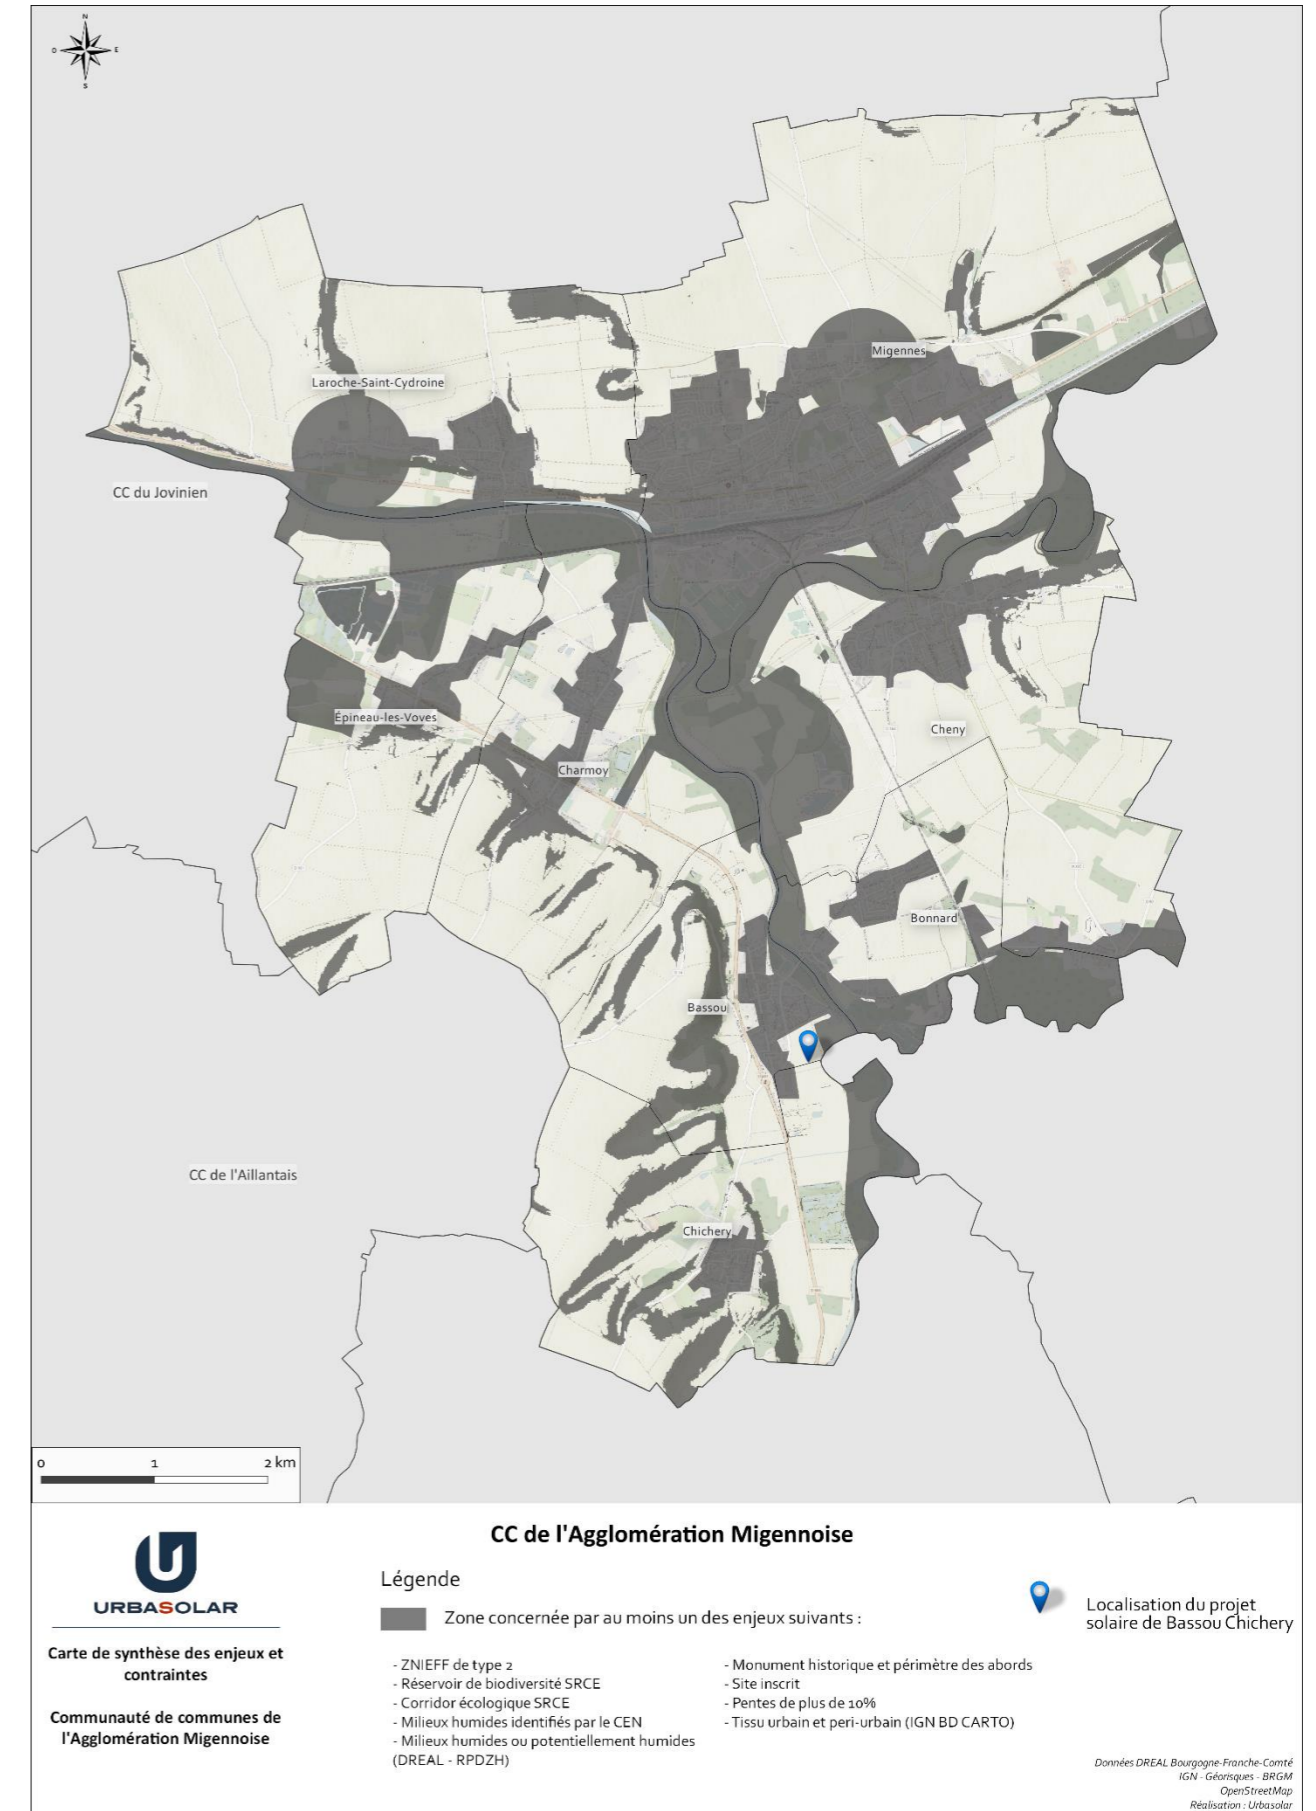 N
O
E
S
Migennes
Laroche-Saint-Cydroine
CC du Jovinien
Épineau-les-Voves
Cheny
Charmoy
Bonnard
Bassou
CC de l'Aillantais
Chichery
0 1 2 km
CC de l'Agglomération Migennoise
URBASOLAR
Carte de synthèse des enjeux et
contraintes
Communauté de communes de
l'Agglomération Migennoise
Légende
Zone concernée par au moins un des enjeux suivants :
- ZNIEFF de type 2
- Réservoir de biodiversité SRCE
- Corridor écologique SRCE
- Milieux humides identifiés par le CEN
- Milieux humides ou potentiellement humides
(DREAL - RPDZH)
- Monument historique et périmètre des abords
- Site inscrit
- Pentes de plus de 10%
- Tissu urbain et peri-urbain (IGN BD CARTO)
Localisation du projet
solaire de Bassou Chichery
Données DREAL Bourgogne-Franche-Comté
IGN - Géorisques - BRGM
OpenStreetMap
Réalisation : Urbasolar